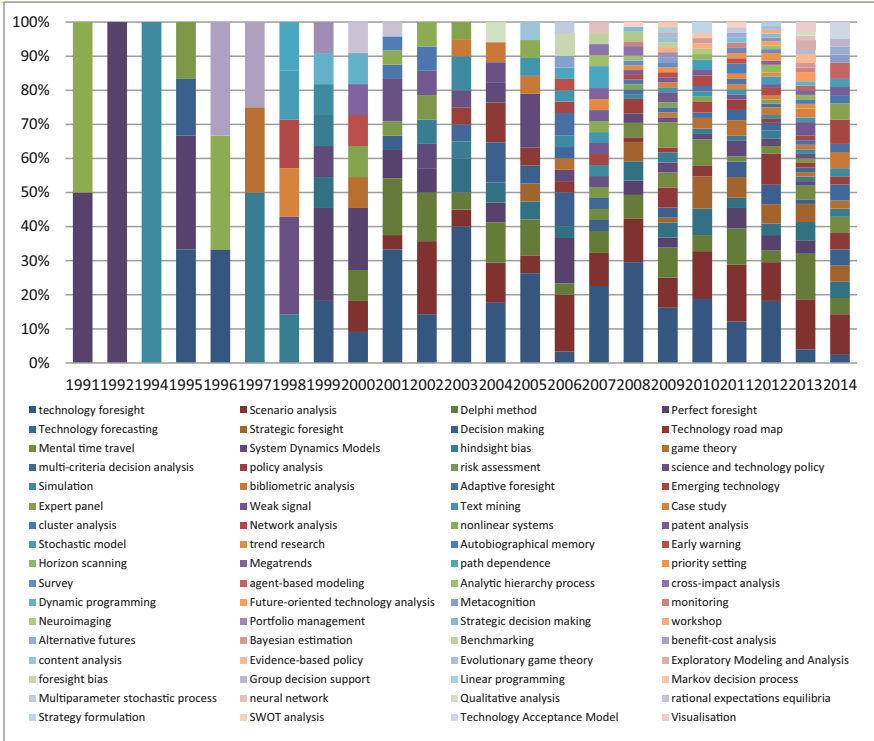 100%
90%
80%
70%
60%
50%
40%
30%
20%
10%
0%
1991 1992 1994 1995 1996 1997 1998 1999 2000 2001 2002 2003 2004 2005 2006 2007 2008 2009 2010 2011 2012 2013 2014
technology foresight Scenario analysis Delphi method Perfect foresight
Technology forecasting Strategic foresight Decision making Technology road map
Mental time travel System Dynamics Models hindsight bias game theory
multi-criteria decision analysis policy analysis risk assessment science and technology policy
Simulation bibliometric analysis Adaptive foresight Emerging technology
Expert panel Weak signal Text mining Case study
cluster analysis Network analysis nonlinear systems patent analysis
Stochastic model trend research Autobiographical memory Early warning
Horizon scanning Megatrends path dependence priority setting
Survey agent-based modeling Analytic hierarchy process cross-impact analysis
Dynamic programming Future-oriented technology analysis Metacognition monitoring
Neuroimaging Portfolio management Strategic decision making workshop
Alternative futures Bayesian estimation Benchmarking benefit-cost analysis
content analysis Evidence-based policy Evolutionary game theory Exploratory Modeling and Analysis
foresight bias Group decision support Linear programming Markov decision process
Multiparameter stochastic process neural network Qualitative analysis rational expectations equilibria
Strategy formulation SWOT analysis Technology Acceptance Model Visualisation